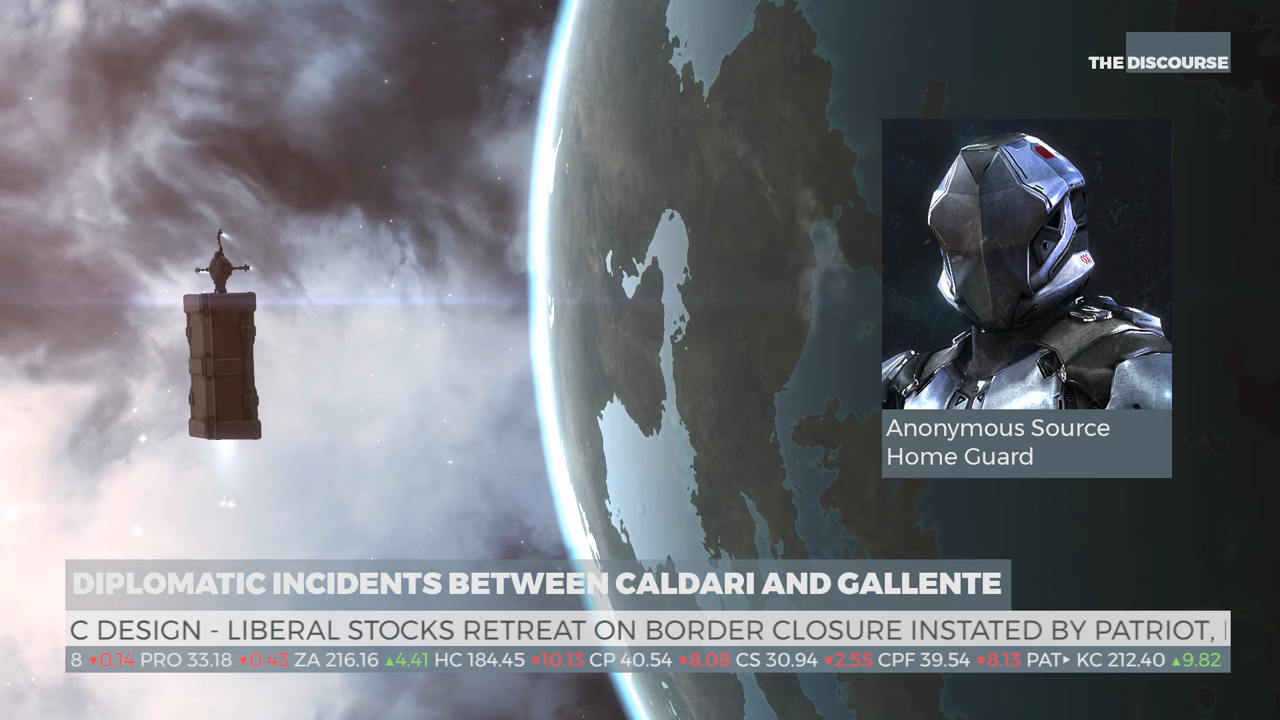 THE DISCOURSE
Anonymous Source
Home Guard
DIPLOMATIC INCIDENTS BETWEEN CALDARI AND GALLENTE
C DESIGN - LIBERAL STOCKS RETREAT ON BORDER CLOSURE INSTATED BY PATRIOT,
8 ▾0.14 PRO 33.18 ▾0.43 ZA 216.16 ▴4.41 HC 184.45 ▾10.13 CP 40.54 ▾8.08 CS 30.94 ▾2.55 CPF 39.54 ▾8.13 PAT▸ KC 212.40 ▴9.82